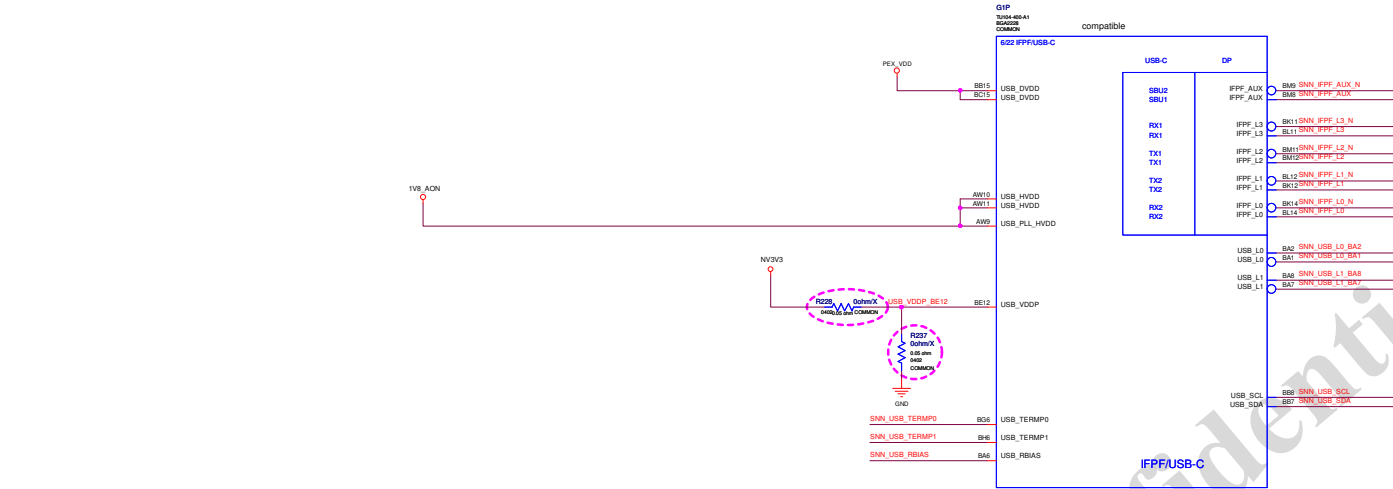 G1P
TU104-400-A1
BGA2228
COMMON
compatible
6/22 IFPF/USB-C
USB-C DP
PEX_VDD
BB15 USB_DVDD
BC15 USB_DVDD
SBU2 IFPF_AUX BM9 SNN_IFPF_AUX_N
SBU1 IFPF_AUX BM8 SNN_IFPF_AUX
RX1 IFPF_L3 BK11 SNN_IFPF_L3_N
RX1 IFPF_L3 BL11 SNN_IFPF_L3
TX1 IFPF_L2 BM11 SNN_IFPF_L2_N
TX1 IFPF_L2 BM12 SNN_IFPF_L2
TX2 IFPF_L1 BL12 SNN_IFPF_L1_N
TX2 IFPF_L1 BK12 SNN_IFPF_L1
1V8_AON
AW10 USB_HVDD
AW11 USB_HVDD
RX2 IFPF_L0 BK14 SNN_IFPF_L0_N
RX2 IFPF_L0 BL14 SNN_IFPF_L0
AW9 USB_PLL_HVDD
USB_L0 BA2 SNN_USB_L0_BA2
USB_L0 BA1 SNN_USB_L0_BA1
NV3V3
USB_L1 BA8 SNN_USB_L1_BA8
USB_L1 BA7 SNN_USB_L1_BA7
R228 0ohm/X USB_VDDP_BE12 BE12 USB_VDDP
0402 0.05 ohm COMMON
R237
0ohm/X
0.05 ohm
0402
COMMON
GND
USB_SCL BB8 SNN_USB_SCL
USB_SDA BB7 SNN_USB_SDA
SNN_USB_TERMP0 BG6 USB_TERMP0
SNN_USB_TERMP1 BH6 USB_TERMP1
SNN_USB_RBIAS BA6 USB_RBIAS
IFPF/USB-C
fidenti